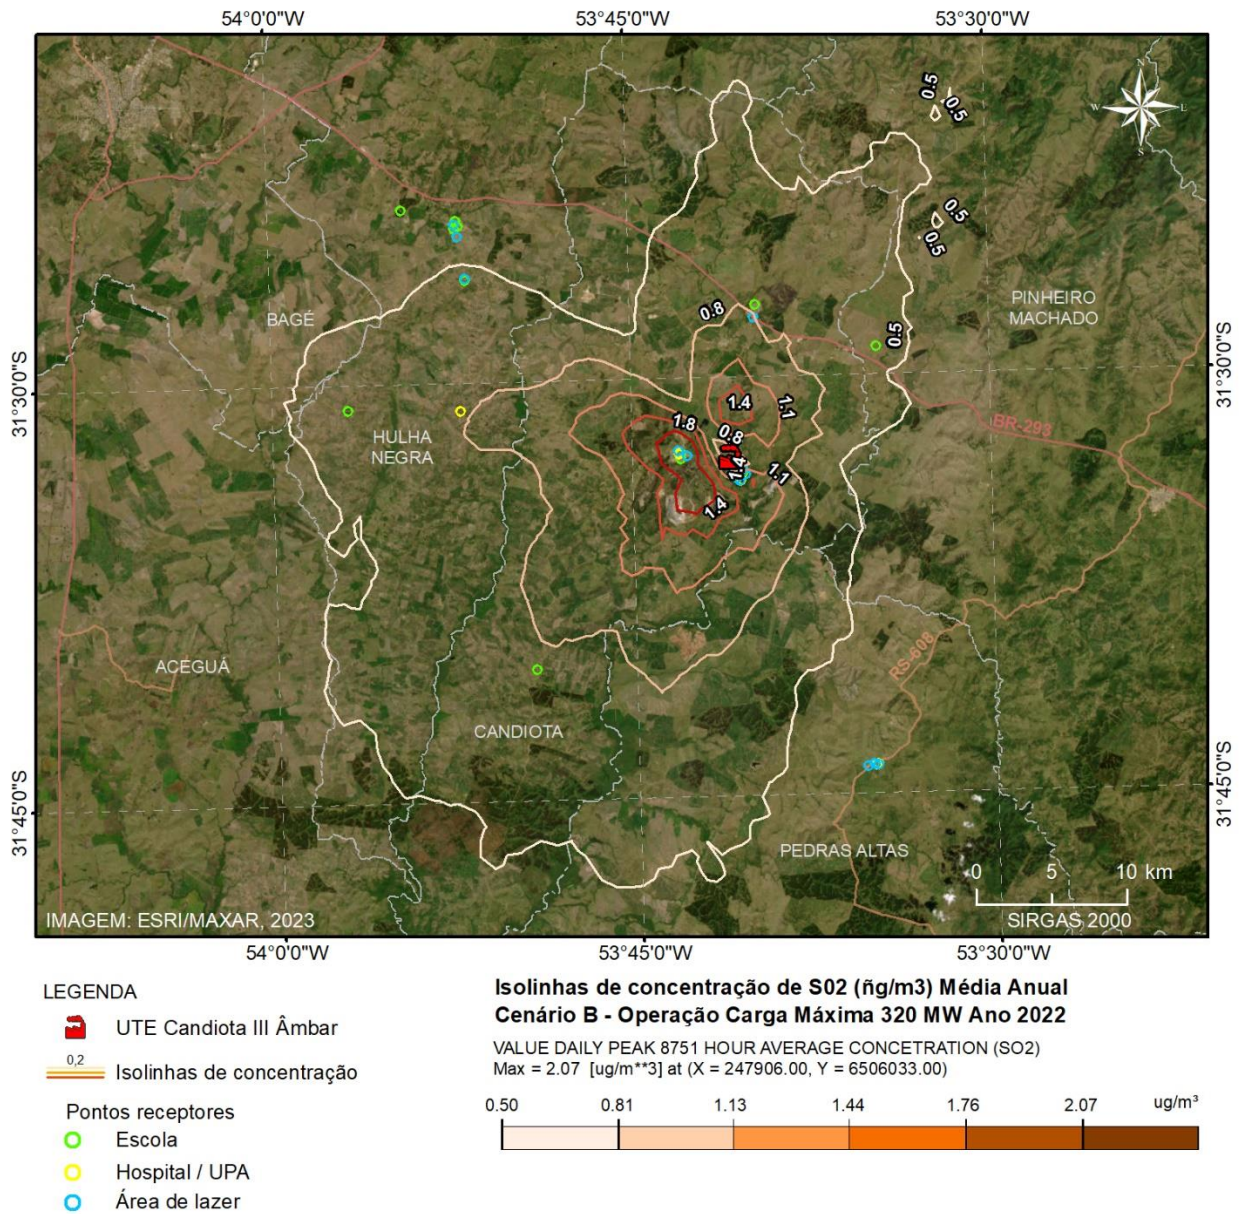 54°0'0"W 53°45'0"W 53°30'0"W
0.5
0.5
0.5
0.5
PINHEIRO
MACHADO
BAGÉ
0.8
0.5
31°30'0"S
31°30'0"S
1.4
1.1
BR-293
1.8
0.8
HULHA
NEGRA
1.4
1.1
1.4
ACEGUÁ
RS-608
CANDIOTA
31°45'0"S
31°45'0"S
PEDRAS ALTAS
0 5 10 km
IMAGEM: ESRI/MAXAR, 2023
SIRGAS 2000
54°0'0"W 53°45'0"W 53°30'0"W
N
W E
S
LEGENDA
UTE Candiota III Âmbar
0,2
Isolinhas de concentração
Pontos receptores
Escola
Hospital / UPA
Área de lazer
Isolinhas de concentração de S02 (ñg/m3) Média Anual
Cenário B - Operação Carga Máxima 320 MW Ano 2022
VALUE DAILY PEAK 8751 HOUR AVERAGE CONCETRATION (SO2)
Max = 2.07 [ug/m**3] at (X = 247906.00, Y = 6506033.00)
0.50 0.81 1.13 1.44 1.76 2.07 ug/m³